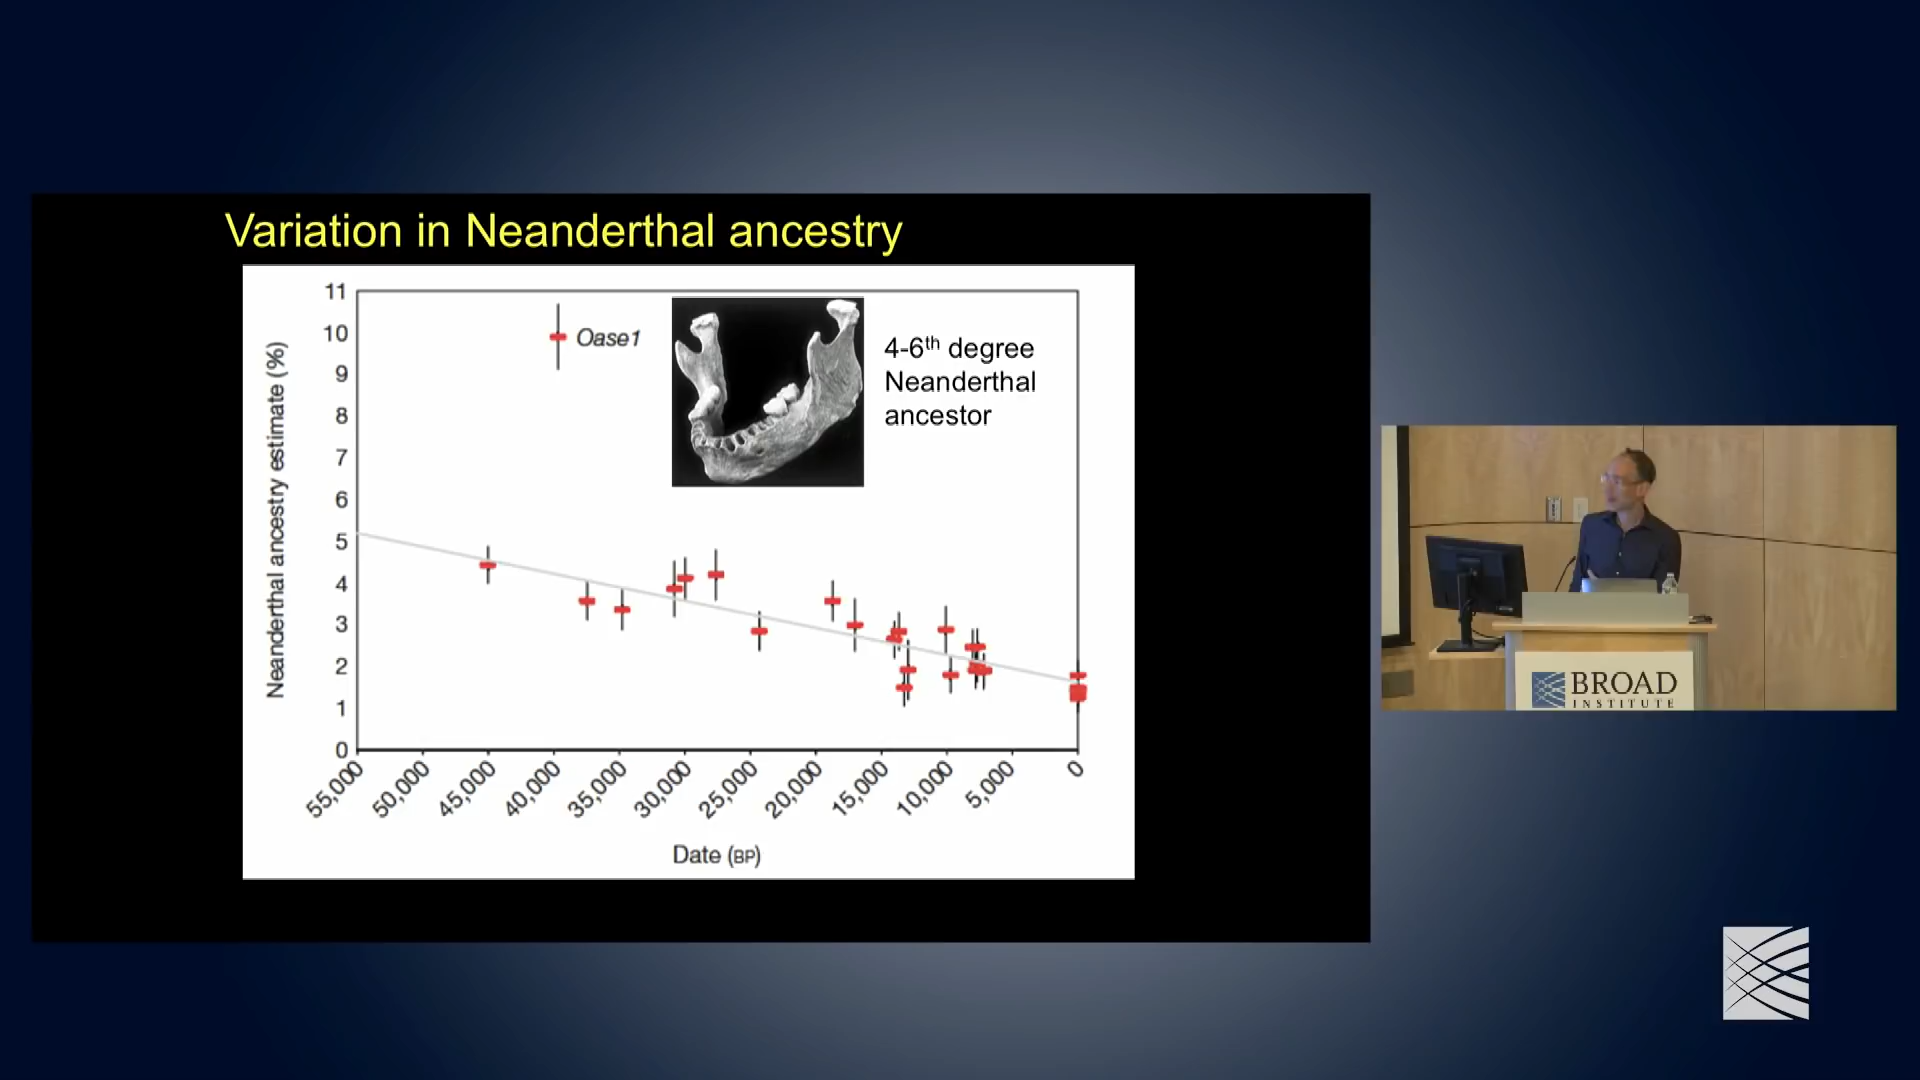 Variation in Neanderthal ancestry
11
10
9
8
7
6
5
4
3
2
1
0
Neanderthal ancestry estimate (%)
Oase1
4-6th degree
Neanderthal
ancestor
55,000
50,000
45,000
40,000
35,000
30,000
25,000
20,000
15,000
10,000
5,000
0
Date (BP)
BROAD
INSTITUTE